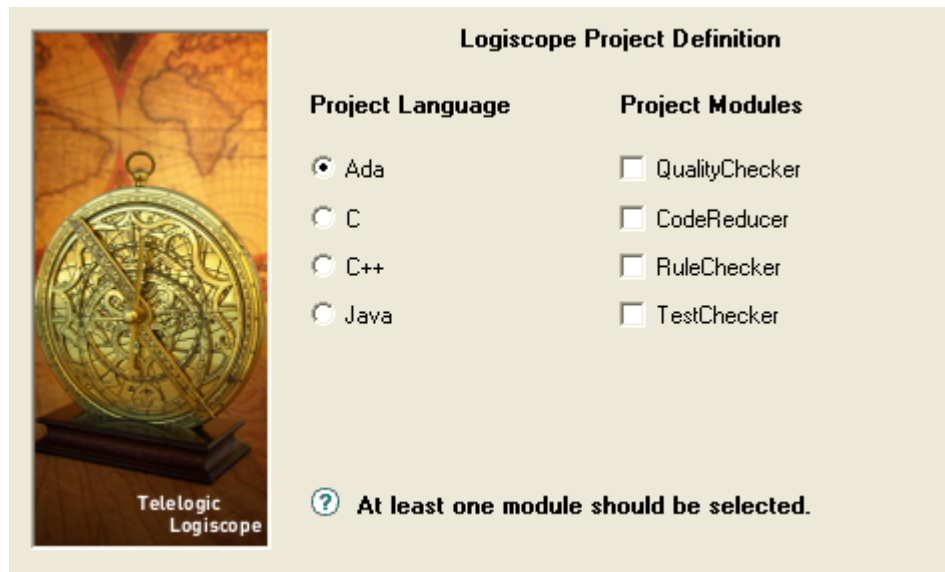 Logiscope Project Definition
Project Language
Project Modules
Ada
QualityChecker
C
CodeReducer
C++
RuleChecker
Java
TestChecker
? At least one module should be selected.
Telelogic
Logiscope